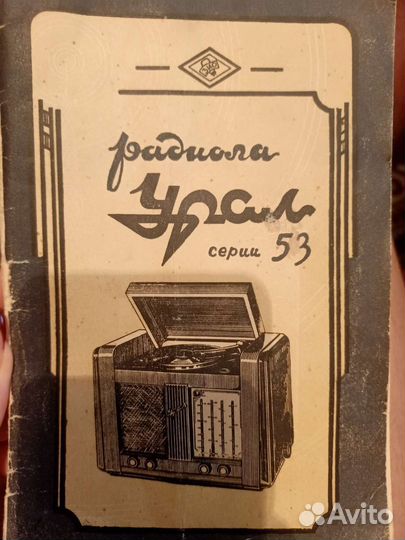 радиола
Урал
серии 53
Avito